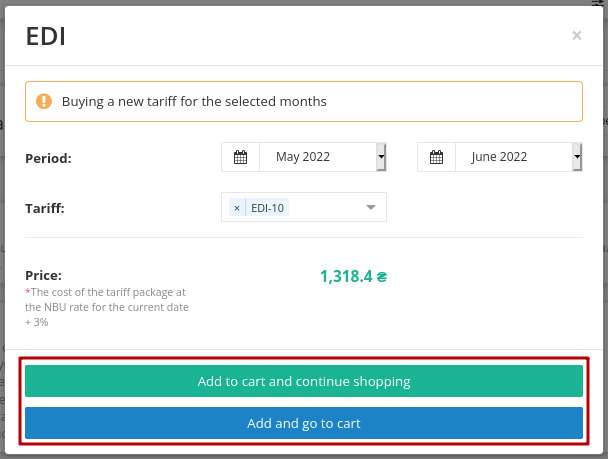 EDI
×
Buying a new tariff for the selected months
Period:
May 2022
June 2022
Tariff:
× EDI-10
Price:
1,318.4 ₴
*The cost of the tariff package at
the NBU rate for the current date
+ 3%
Add to cart and continue shopping
Add and go to cart